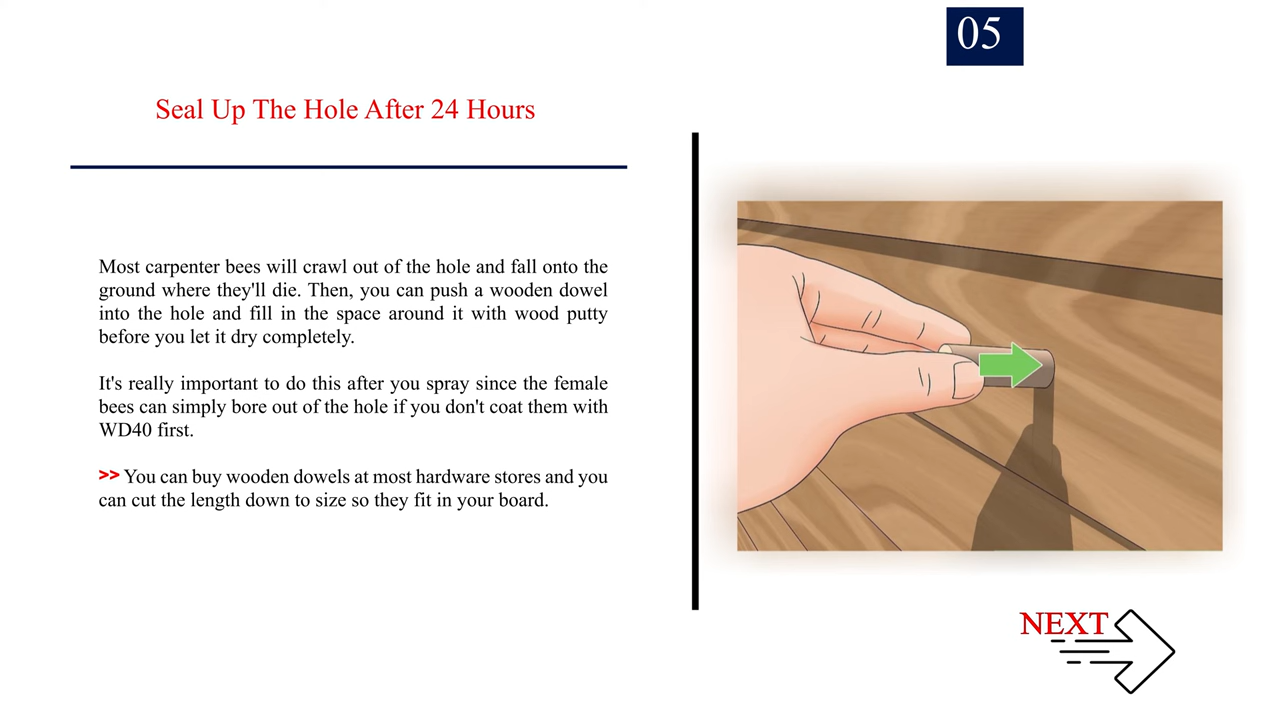 05
Seal Up The Hole After 24 Hours
Most carpenter bees will crawl out of the hole and fall onto the
ground where they'll die. Then, you can push a wooden dowel
into the hole and fill in the space around it with wood putty
before you let it dry completely.
It's really important to do this after you spray since the female
bees can simply bore out of the hole if you don't coat them with
WD40 first.
>> You can buy wooden dowels at most hardware stores and you
can cut the length down to size so they fit in your board.
NEXT